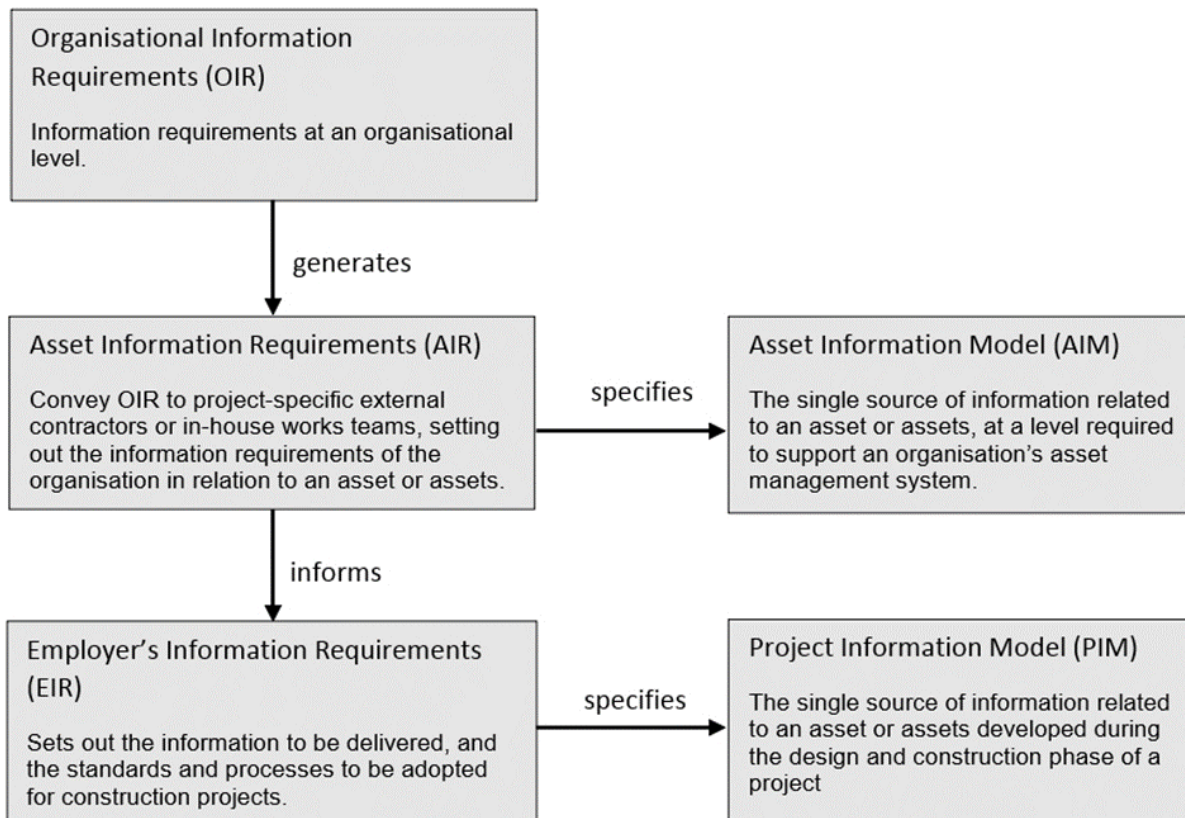 Organisational Information
Requirements (OIR)
Information requirements at an organisational
level.
generates
Asset Information Requirements (AIR)
Convey OIR to project-specific external
contractors or in-house works teams, setting
out the information requirements of the
organisation in relation to an asset or assets.
specifies
Asset Information Model (AIM)
The single source of information related
to an asset or assets, at a level required
to support an organisation’s asset
management system.
informs
Employer’s Information Requirements
(EIR)
Sets out the information to be delivered, and
the standards and processes to be adopted
for construction projects.
specifies
Project Information Model (PIM)
The single source of information related
to an asset or assets developed during
the design and construction phase of a
project